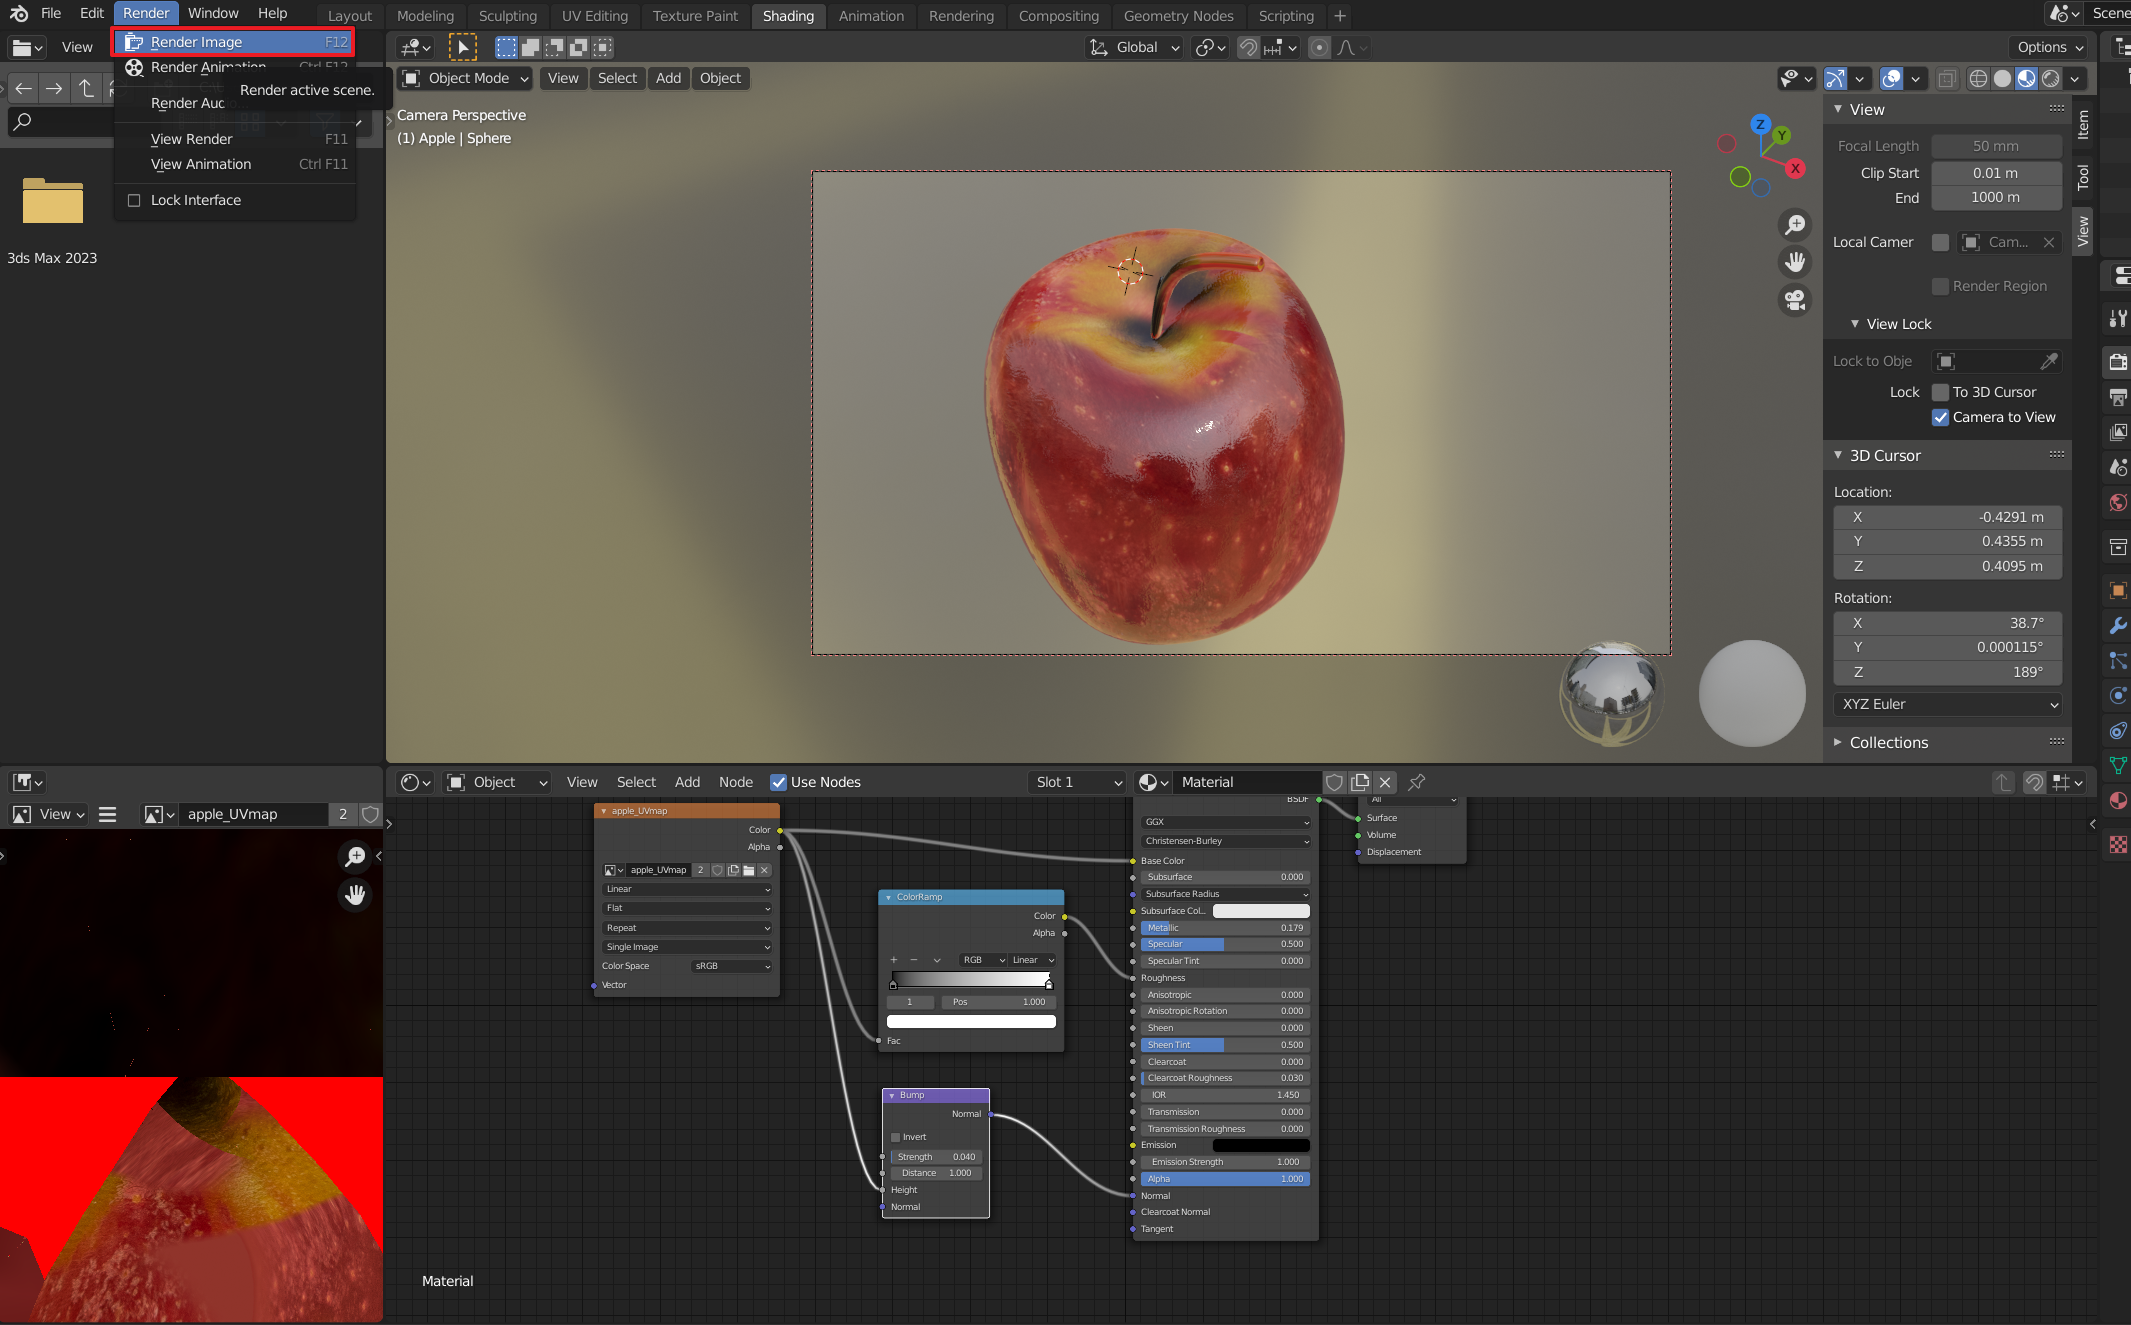 File Edit Render Window Help Layout Modeling Sculpting UV Editing Texture Paint Shading Animation Rendering Compositing Geometry Nodes Scripting + Scene
View
Render Image F12
Render Animation Ctrl F12
Render Audio...
Render active scene.
View Render F11
View Animation Ctrl F11
Lock Interface
3ds Max 2023
Global
Options
Object Mode View Select Add Object
Camera Perspective
(1) Apple | Sphere
Z
Y
X
View
Focal Length 50 mm
Clip Start 0.01 m
End 1000 m
Local Camer Cam...
Render Region
View Lock
Lock to Obje
Lock To 3D Cursor
Camera to View
3D Cursor
Location:
X -0.4291 m
Y 0.4355 m
Z 0.4095 m
Rotation:
X 38.7°
Y 0.000115°
Z 189°
XYZ Euler
Collections
Item
Tool
View
View apple_UVmap 2
Object View Select Add Node Use Nodes Slot 1 Material
apple_UVmap
Color
Alpha
apple_UVmap 2
Linear
Flat
Repeat
Single Image
Color Space sRGB
Vector
ColorRamp
Color
Alpha
+ − RGB Linear
1 Pos 1.000
Fac
Bump
Normal
Invert
Strength 0.040
Distance 1.000
Height
Normal
BSDF
GGX
Christensen-Burley
Base Color
Subsurface 0.000
Subsurface Radius
Subsurface Col...
Metallic 0.179
Specular 0.500
Specular Tint 0.000
Roughness
Anisotropic 0.000
Anisotropic Rotation 0.000
Sheen 0.000
Sheen Tint 0.500
Clearcoat 0.000
Clearcoat Roughness 0.030
IOR 1.450
Transmission 0.000
Transmission Roughness 0.000
Emission
Emission Strength 1.000
Alpha 1.000
Normal
Clearcoat Normal
Tangent
All
Surface
Volume
Displacement
Material